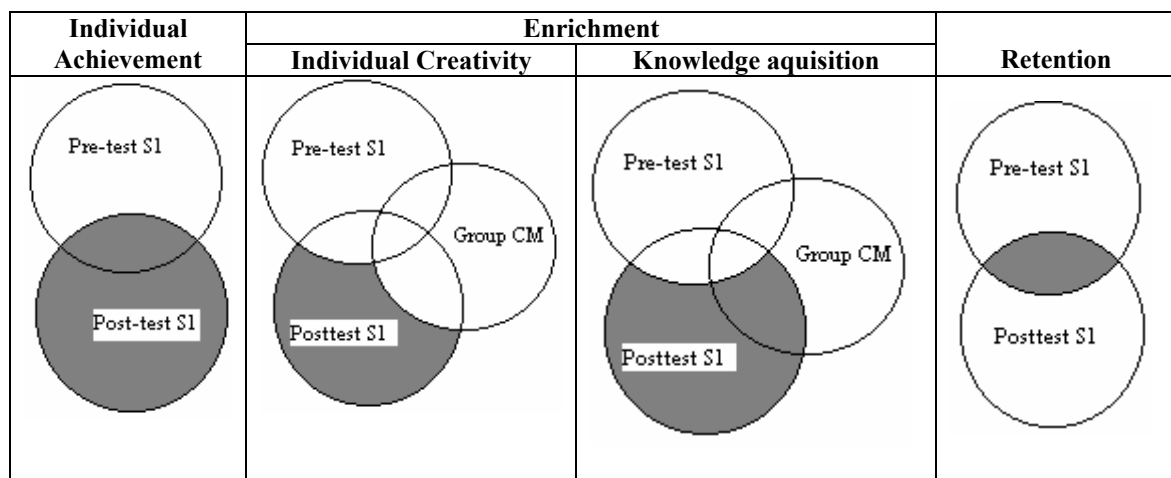 Individual Achievement
Enrichment
Individual Creativity
Knowledge aquisition
Retention
Pre-test S1
Post-test S1
Pre-test S1
Group CM
Posttest S1
Pre-test S1
Group CM
Posttest S1
Pre-test S1
Posttest S1